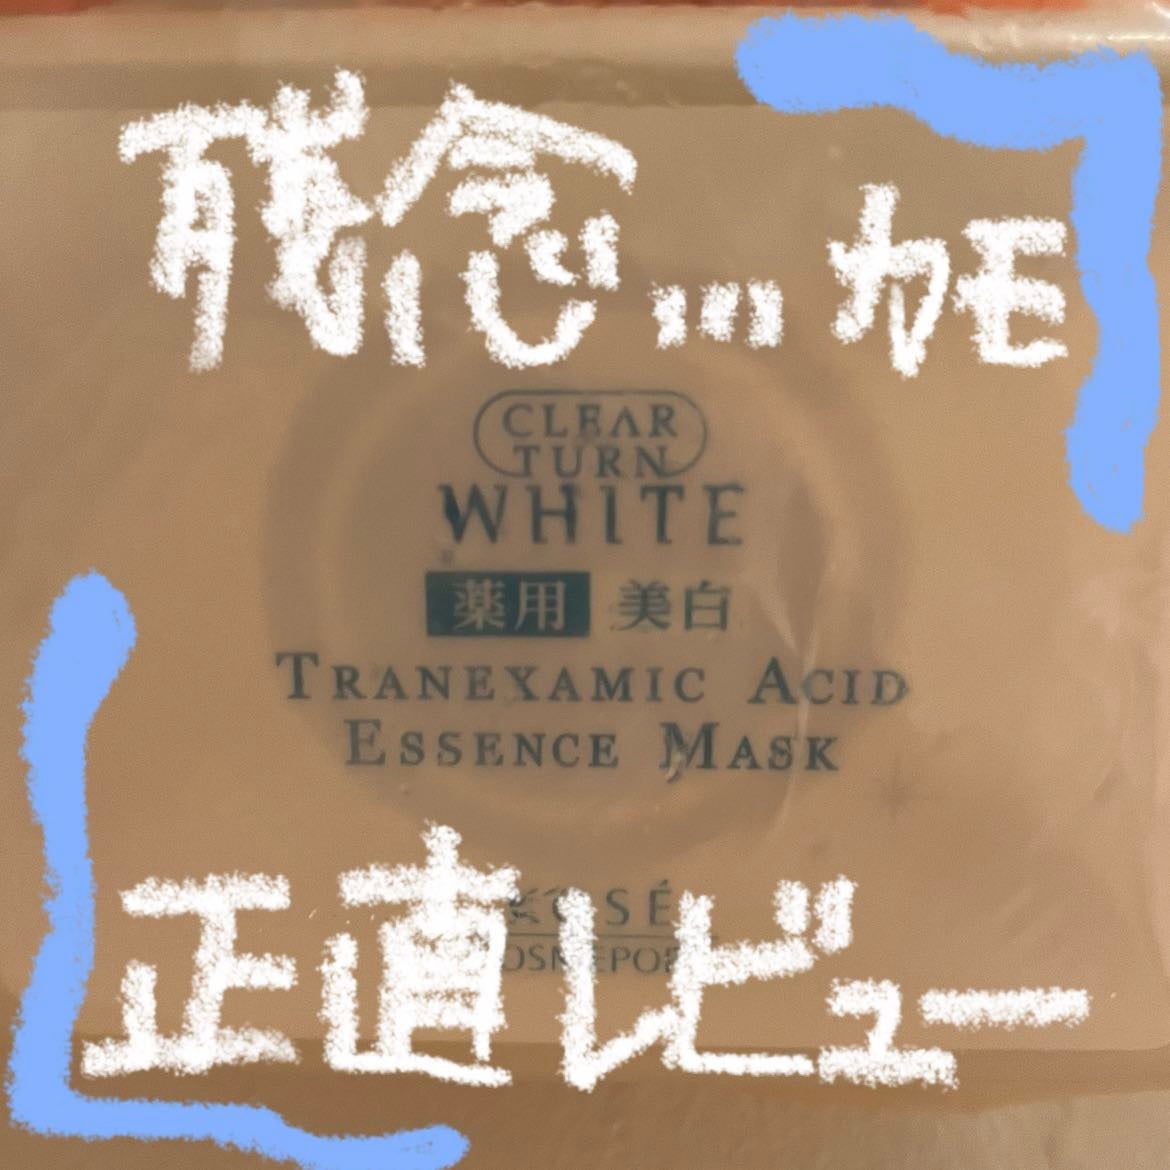 残念... カモ
CLEAR
TURN
WHITE
薬用 美白
TRANEXAMIC ACID
ESSENCE MASK
KOSÉ
正直レビュー